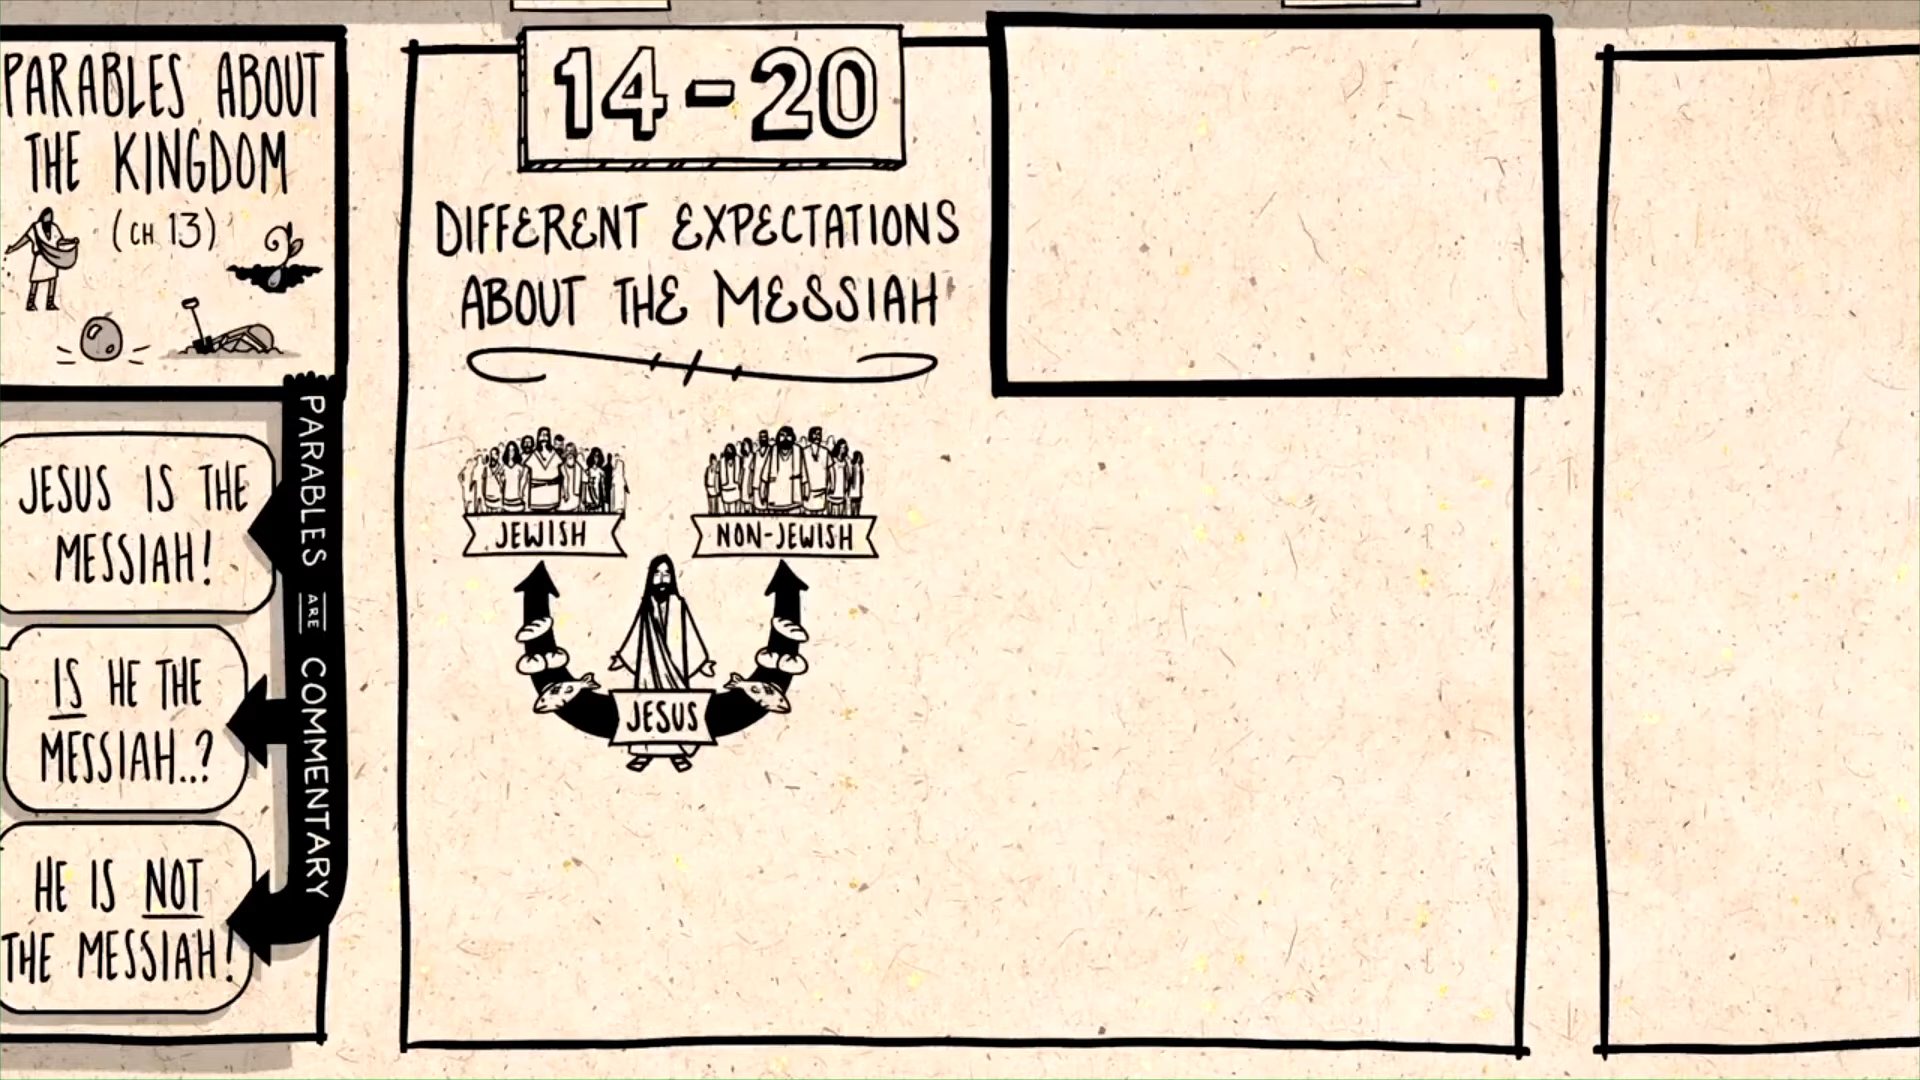 PARABLES ABOUT
THE KINGDOM
(CH 13)
PARABLES ARE COMMENTARY
JESUS IS THE
MESSIAH!
IS HE THE
MESSIAH..?
HE IS NOT
THE MESSIAH!
14-20
DIFFERENT EXPECTATIONS
ABOUT THE MESSIAH
JEWISH
NON-JEWISH
JESUS